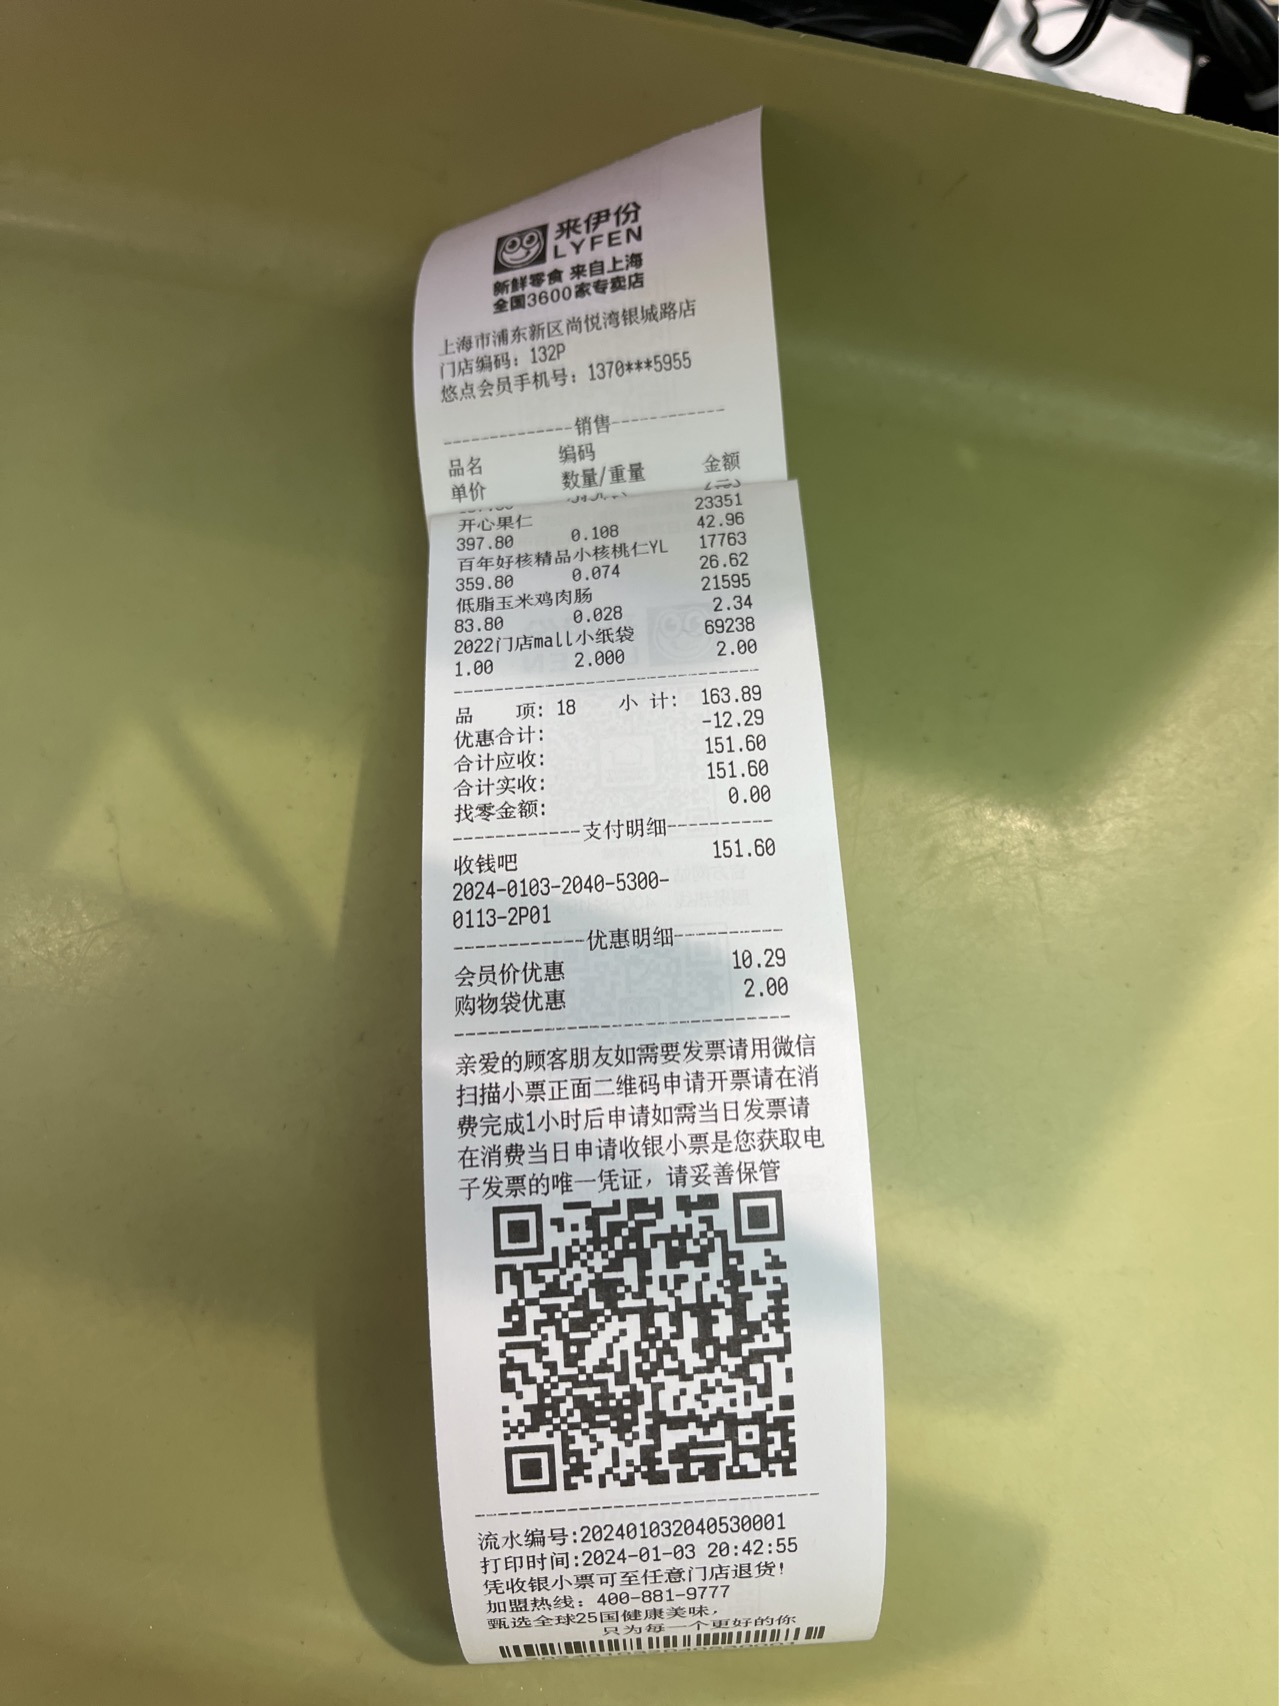 来伊份
LYFEN
新鲜零食 来自上海
全国3600家专卖店
上海市浦东新区尚悦湾银城路店
门店编码: 132P
悠点会员手机号: 1370***5955
------------销售------------
品名 编码
单价 数量/重量 金额
23351
开心果仁
397.80 0.108 42.96
百年好核精品小核桃仁YL 17763
359.80 0.074 26.62
低脂玉米鸡肉肠 21595
83.80 0.028 2.34
2022门店mall小纸袋 69238
1.00 2.000 2.00
品 项: 18 小 计: 163.89
优惠合计: -12.29
合计应收: 151.60
合计实收: 151.60
找零金额: 0.00
------------支付明细------------
收钱吧 151.60
2024-0103-2040-5300-
0113-2P01
------------优惠明细------------
会员价优惠 10.29
购物袋优惠 2.00
亲爱的顾客朋友如需要发票请用微信
扫描小票正面二维码申请开票请在消
费完成1小时后申请如需当日发票请
在消费当日申请收银小票是您获取电
子发票的唯一凭证，请妥善保管
流水编号:202401032040530001
打印时间:2024-01-03 20:42:55
凭收银小票可至任意门店退货!
加盟热线: 400-881-9777
甄选全球25国健康美味，
只为每一个更好的你